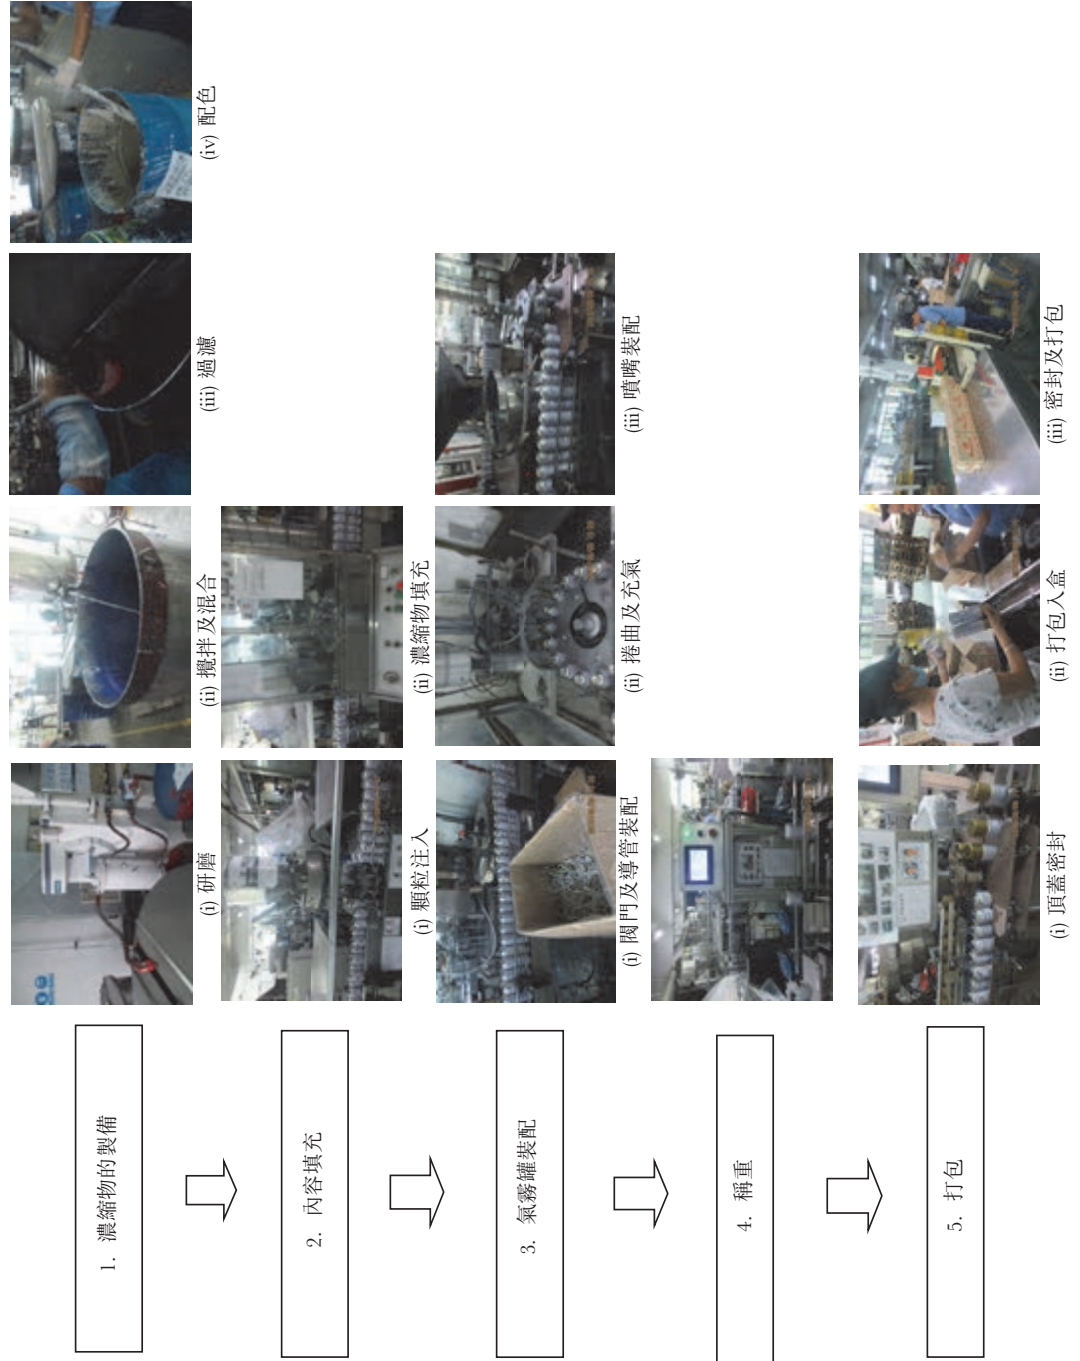 1. 濃縮物的製備
(i) 研磨
(ii) 攪拌及混合
(iii) 過濾
(iv) 配色
2. 內容填充
(i) 顆粒注入
(ii) 濃縮物填充
3. 氣霧罐裝配
(i) 閥門及導管裝配
(ii) 捲曲及充氣
(iii) 噴嘴裝配
4. 稱重
5. 打包
(i) 頂蓋密封
(ii) 打包入盒
(iii) 密封及打包